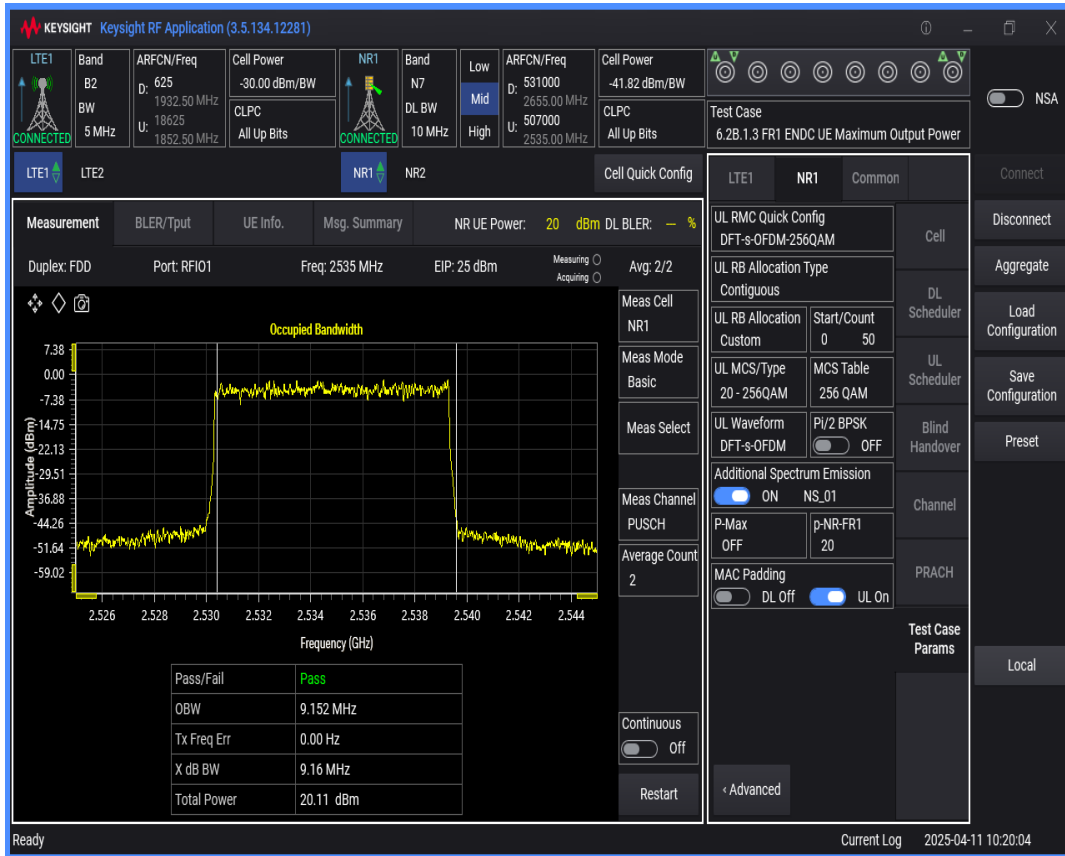 KEYSIGHT Keysight RF Application (3.5.134.12281)
LTE1 Band ARFCN/Freq Cell Power NR1 Band Low ARFCN/Freq Cell Power
B2 D: 625 -30.00 dBm/BW N7 D: 531000 -41.82 dBm/BW
1932.50 MHz 2655.00 MHz
BW CLPC DL BW Mid CLPC
CONNECTED 5 MHz U: 18625 All Up Bits CONNECTED 10 MHz High U: 507000 All Up Bits
1852.50 MHz 2535.00 MHz
Test Case
6.2B.1.3 FR1 ENDC UE Maximum Output Power
NSA
LTE1 LTE2 NR1 NR2 Cell Quick Config
LTE1 NR1 Common
Connect
Disconnect
Aggregate
Load
Configuration
Save
Configuration
Preset
Local
Measurement BLER/Tput UE Info. Msg. Summary NR UE Power: 20 dBm DL BLER: — %
Duplex: FDD Port: RFIO1 Freq: 2535 MHz EIP: 25 dBm Measuring Avg: 2/2
Acquiring
Occupied Bandwidth
7.38
0.00
-7.38
-14.75
-22.13
-29.51
-36.88
-44.26
-51.64
-59.02
Amplitude (dBm)
2.526 2.528 2.530 2.532 2.534 2.536 2.538 2.540 2.542 2.544
Frequency (GHz)
Pass/Fail Pass
OBW 9.152 MHz
Tx Freq Err 0.00 Hz
X dB BW 9.16 MHz
Total Power 20.11 dBm
Meas Cell
NR1
Meas Mode
Basic
Meas Select
Meas Channel
PUSCH
Average Count
2
Continuous
Off
Restart
UL RMC Quick Config
DFT-s-OFDM-256QAM
UL RB Allocation Type
Contiguous
UL RB Allocation Start/Count
Custom 0 50
UL MCS/Type MCS Table
20 - 256QAM 256 QAM
UL Waveform Pi/2 BPSK
DFT-s-OFDM OFF
Additional Spectrum Emission
ON NS_01
P-Max p-NR-FR1
OFF 20
MAC Padding
DL Off UL On
‹ Advanced
Cell
DL
Scheduler
UL
Scheduler
Blind
Handover
Channel
PRACH
Test Case
Params
Ready Current Log 2025-04-11 10:20:04